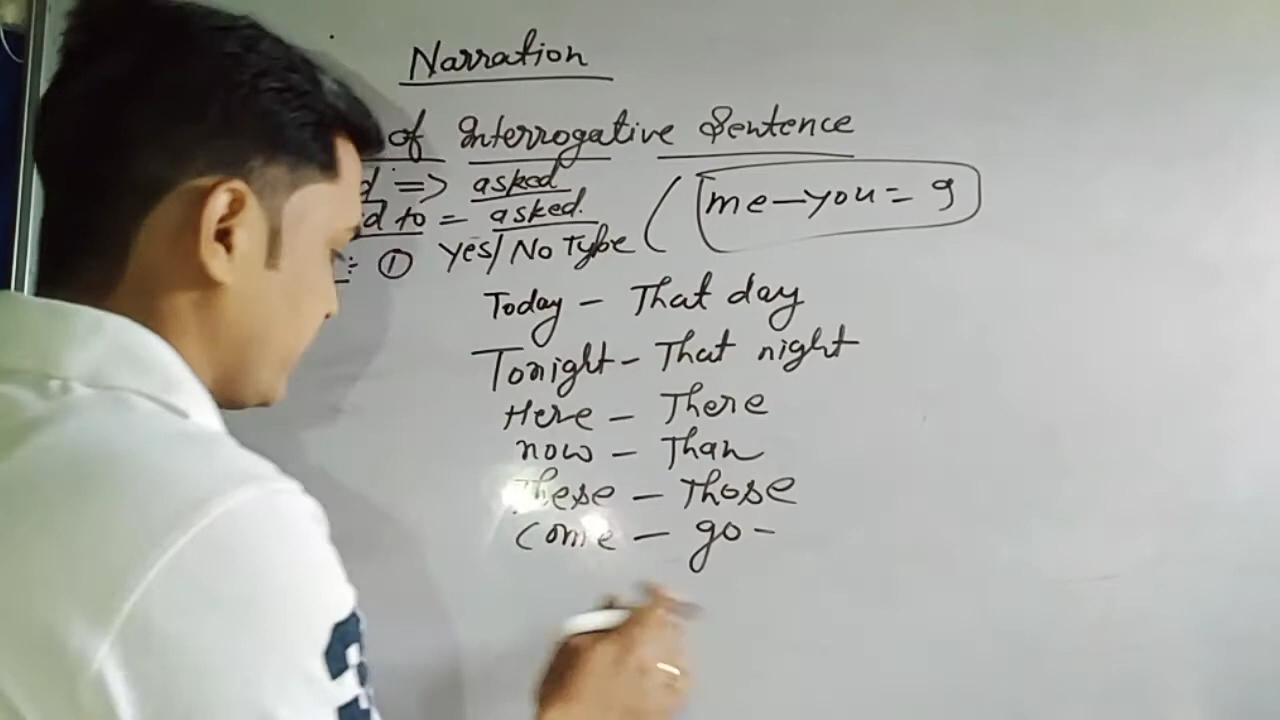 Narration
of Interrogative Sentence
d => asked
d to = asked.
: ① Yes/No Type ( me—you = I
Today – That day
Tonight – That night
Here – There
now – Than
These – Those
Come – go –